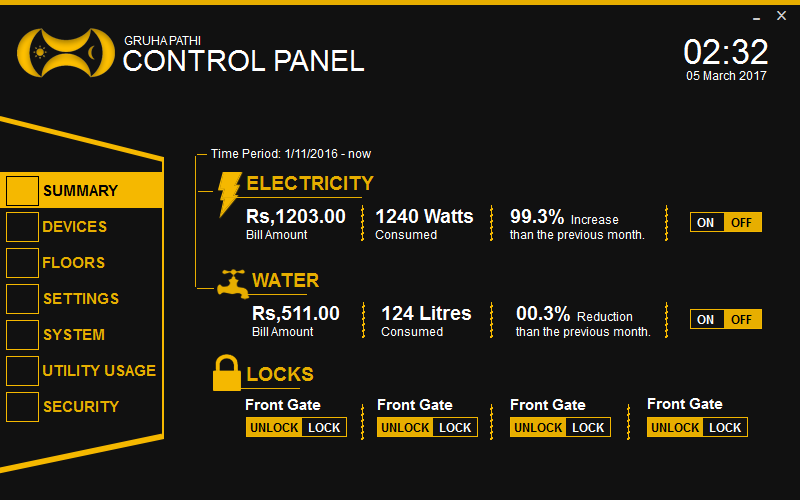 GRUHAPATHI
CONTROL PANEL
02:32
05 March 2017
Time Period: 1/11/2016 - now
SUMMARY
DEVICES
FLOORS
SETTINGS
SYSTEM
UTILITY USAGE
SECURITY
ELECTRICITY
Rs,1203.00 1240 Watts 99.3% Increase
Bill Amount Consumed than the previous month.
ON OFF
WATER
Rs,511.00 124 Litres 00.3% Reduction
Bill Amount Consumed than the previous month.
ON OFF
LOCKS
Front Gate Front Gate Front Gate Front Gate
UNLOCK LOCK UNLOCK LOCK UNLOCK LOCK UNLOCK LOCK